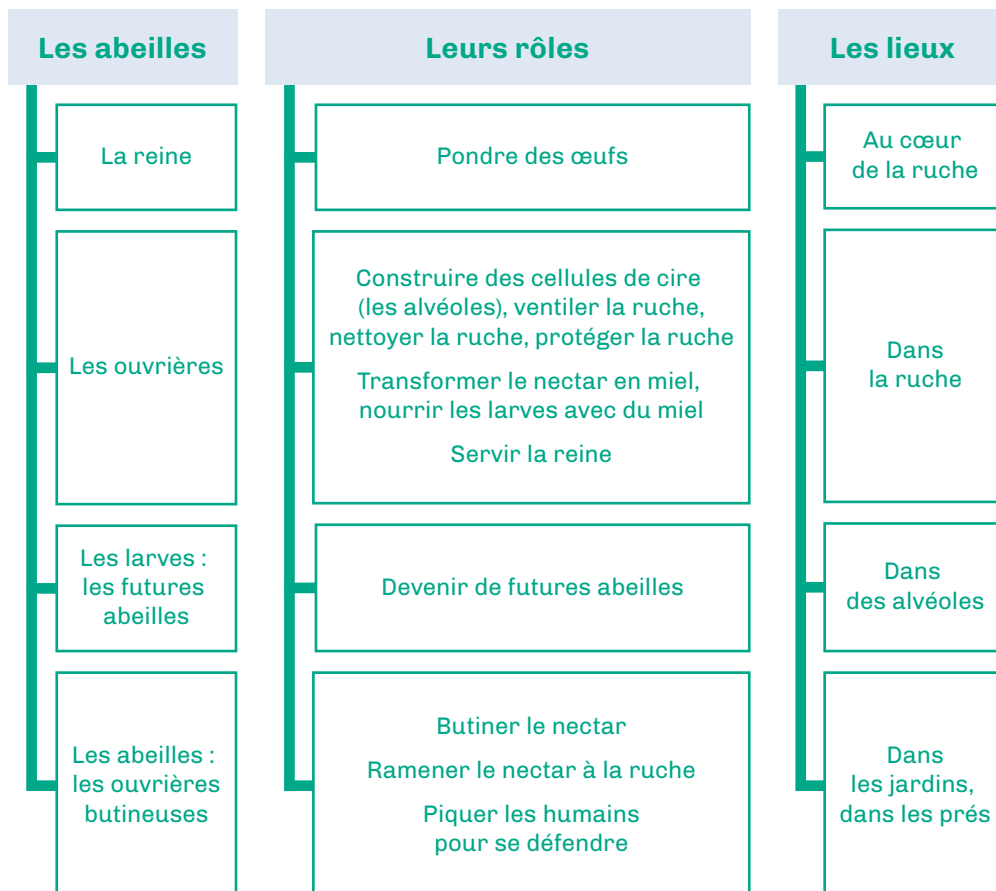 Les abeilles
Leurs rôles
Les lieux
La reine
Pondre des œufs
Au cœur
de la ruche
Les ouvrières
Construire des cellules de cire
(les alvéoles), ventiler la ruche,
nettoyer la ruche, protéger la ruche
Transformer le nectar en miel,
nourrir les larves avec du miel
Servir la reine
Dans
la ruche
Les larves :
les futures
abeilles
Devenir de futures abeilles
Dans
des alvéoles
Les abeilles :
les ouvrières
butineuses
Butiner le nectar
Ramener le nectar à la ruche
Piquer les humains
pour se défendre
Dans
les jardins,
dans les prés